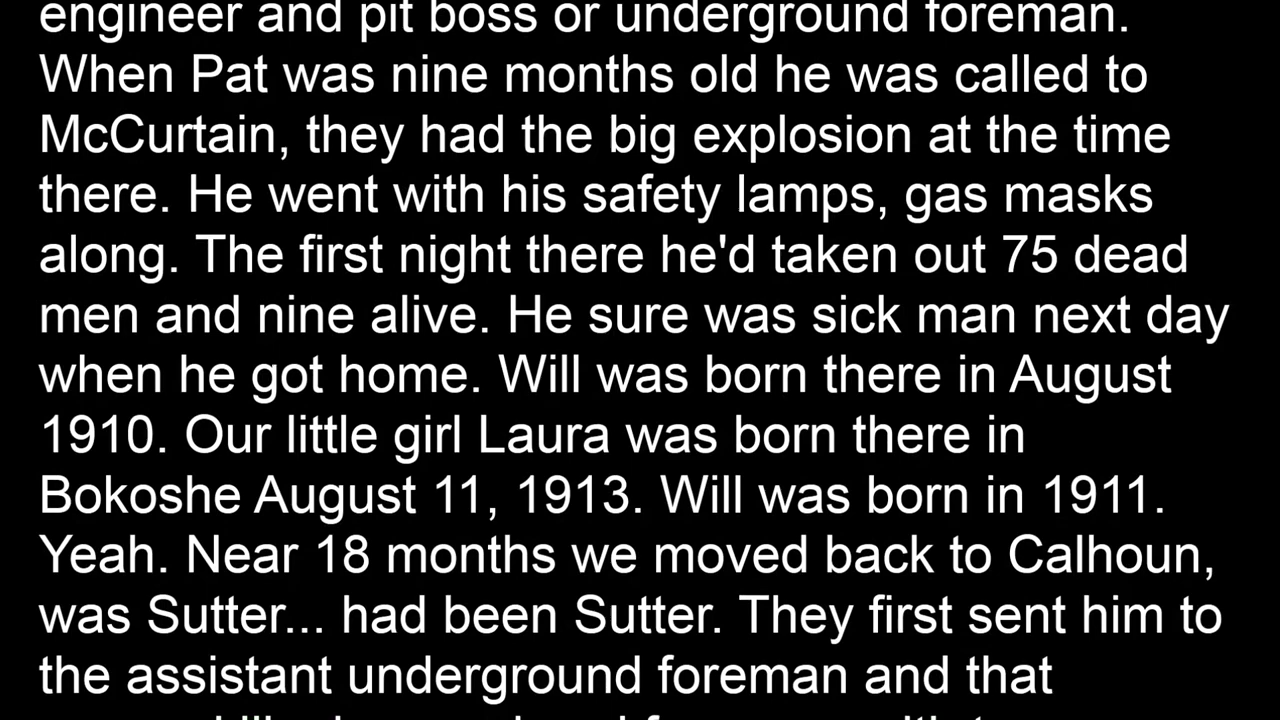 engineer and pit boss or underground foreman.
When Pat was nine months old he was called to
McCurtain, they had the big explosion at the time
there. He went with his safety lamps, gas masks
along. The first night there he'd taken out 75 dead
men and nine alive. He sure was sick man next day
when he got home. Will was born there in August
1910. Our little girl Laura was born there in
Bokoshe August 11, 1913. Will was born in 1911.
Yeah. Near 18 months we moved back to Calhoun,
was Sutter... had been Sutter. They first sent him to
the assistant underground foreman and that